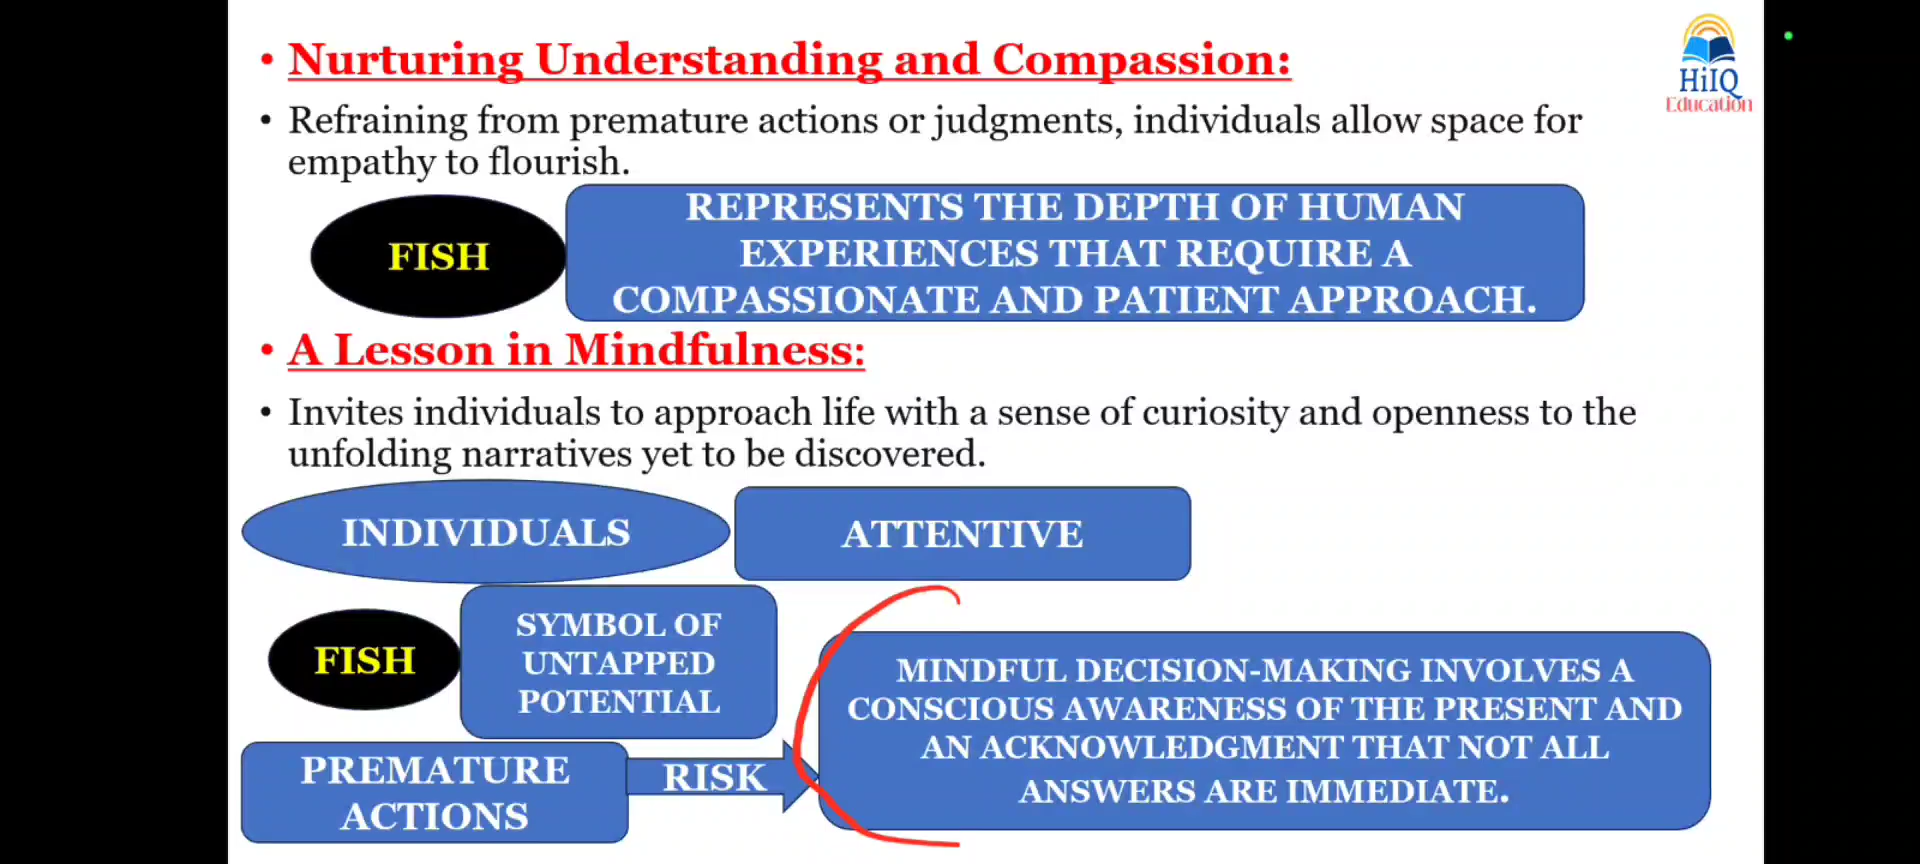 • Nurturing Understanding and Compassion:
HiIQ
Education
• Refraining from premature actions or judgments, individuals allow space for
empathy to flourish.
FISH
REPRESENTS THE DEPTH OF HUMAN
EXPERIENCES THAT REQUIRE A
COMPASSIONATE AND PATIENT APPROACH.
• A Lesson in Mindfulness:
• Invites individuals to approach life with a sense of curiosity and openness to the
unfolding narratives yet to be discovered.
INDIVIDUALS
ATTENTIVE
FISH
SYMBOL OF
UNTAPPED
POTENTIAL
PREMATURE
ACTIONS
RISK
MINDFUL DECISION-MAKING INVOLVES A
CONSCIOUS AWARENESS OF THE PRESENT AND
AN ACKNOWLEDGMENT THAT NOT ALL
ANSWERS ARE IMMEDIATE.